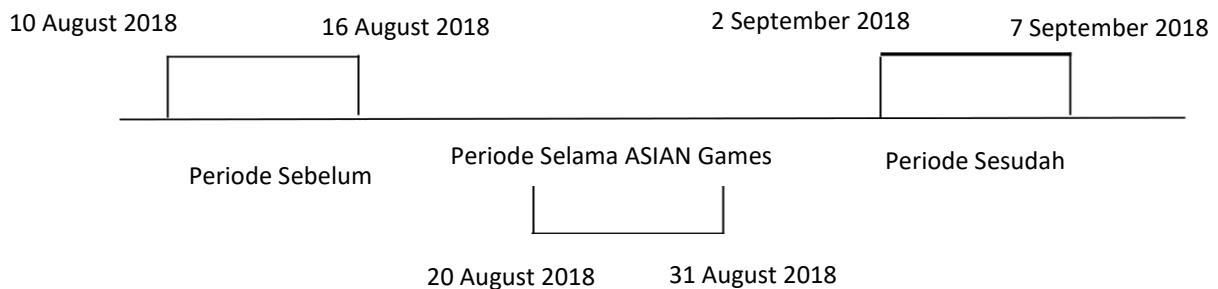 10 August 2018
16 August 2018
2 September 2018
7 September 2018
Periode Sebelum
Periode Selama ASIAN Games
Periode Sesudah
20 August 2018
31 August 2018